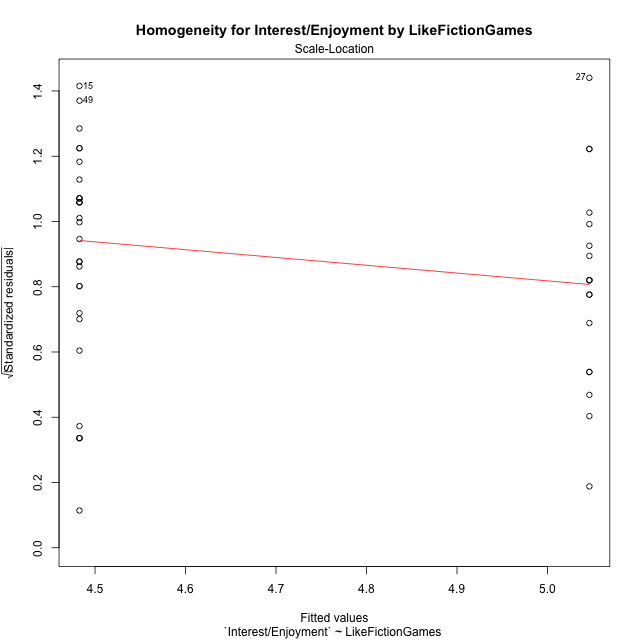 Homogeneity for Interest/Enjoyment by LikeFictionGames
Scale-Location
√|Standardized residuals|
1.4
1.2
1.0
0.8
0.6
0.4
0.2
0.0
15
49
27
4.5 4.6 4.7 4.8 4.9 5.0
Fitted values
`Interest/Enjoyment` ~ LikeFictionGames